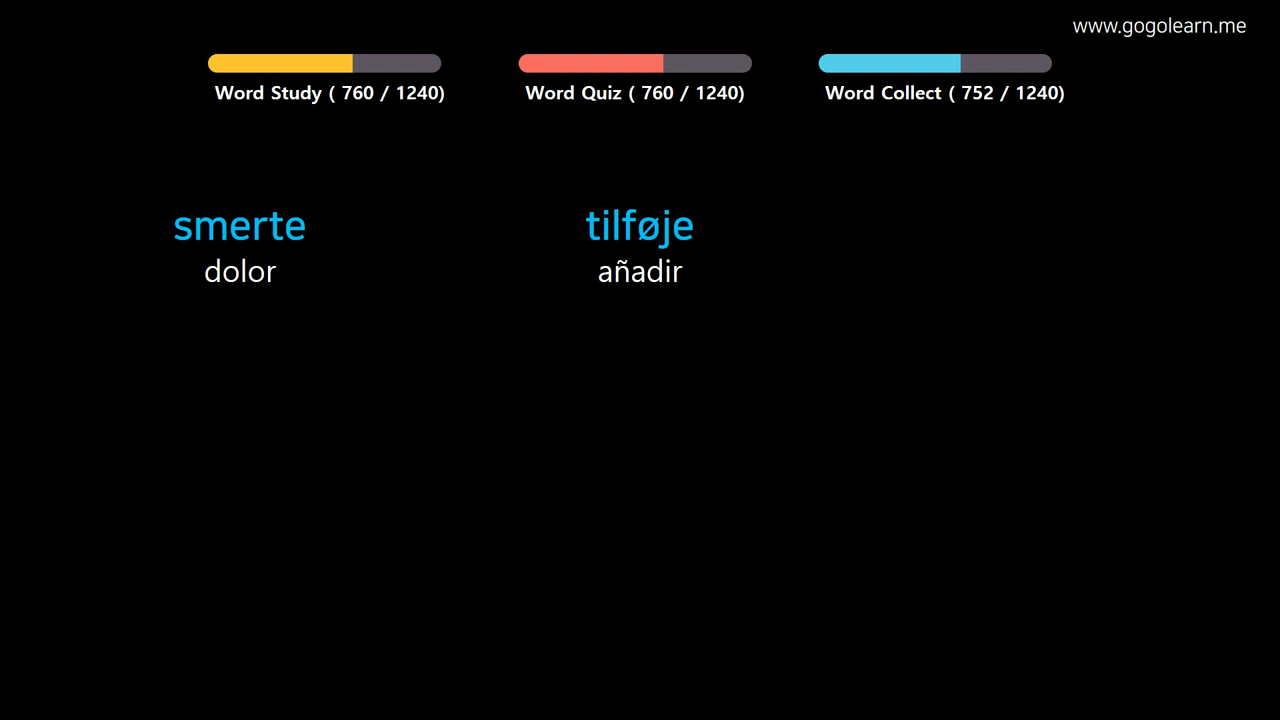 www.gogolearn.me
Word Study ( 760 / 1240)
Word Quiz ( 760 / 1240)
Word Collect ( 752 / 1240)
smerte
dolor
tilføje
añadir